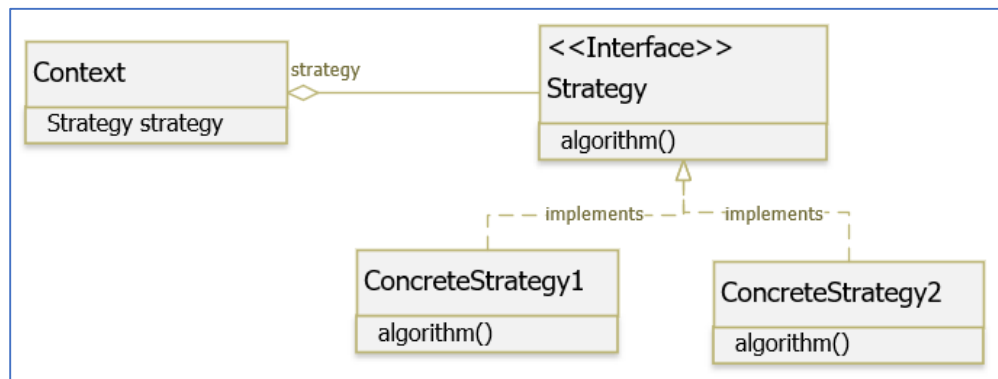 Context
Strategy strategy
strategy
<<Interface>>
Strategy
algorithm()
implements
implements
ConcreteStrategy1
algorithm()
ConcreteStrategy2
algorithm()